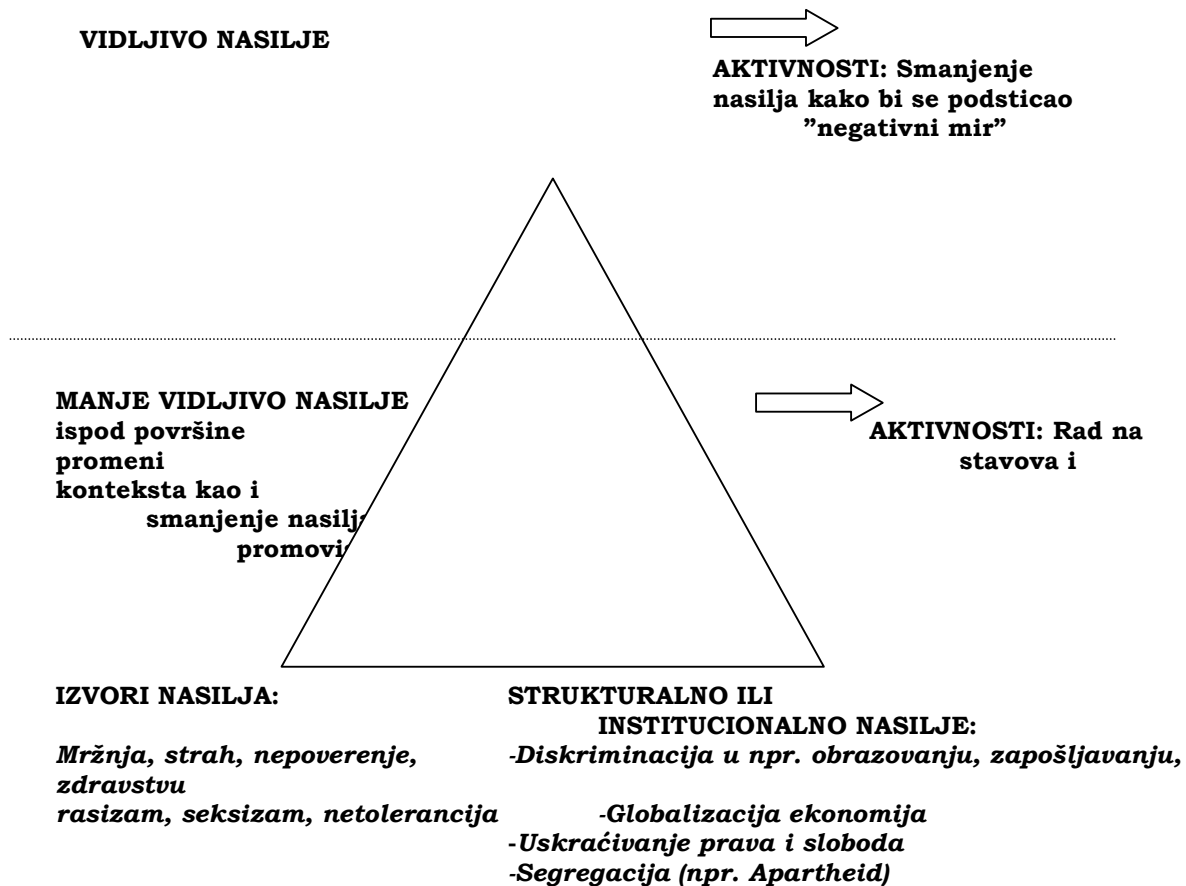 VIDLJIVO NASILJE
AKTIVNOSTI: Smanjenje
nasilja kako bi se podsticao
”negativni mir”
MANJE VIDLJIVO NASILJE
ispod površine
promeni
konteksta kao i
smanjenje
AKTIVNOSTI: Rad na
stavova i
IZVORI NASILJA:
Mržnja, strah, nepoverenje,
zdravstvu
rasizam, seksizam, netolerancija
STRUKTURALNO ILI
INSTITUCIONALNO NASILJE:
-Diskriminacija u npr. obrazovanju, zapošljavanju,
-Globalizacija ekonomija
-Uskraćivanje prava i sloboda
-Segregacija (npr. Apartheid)